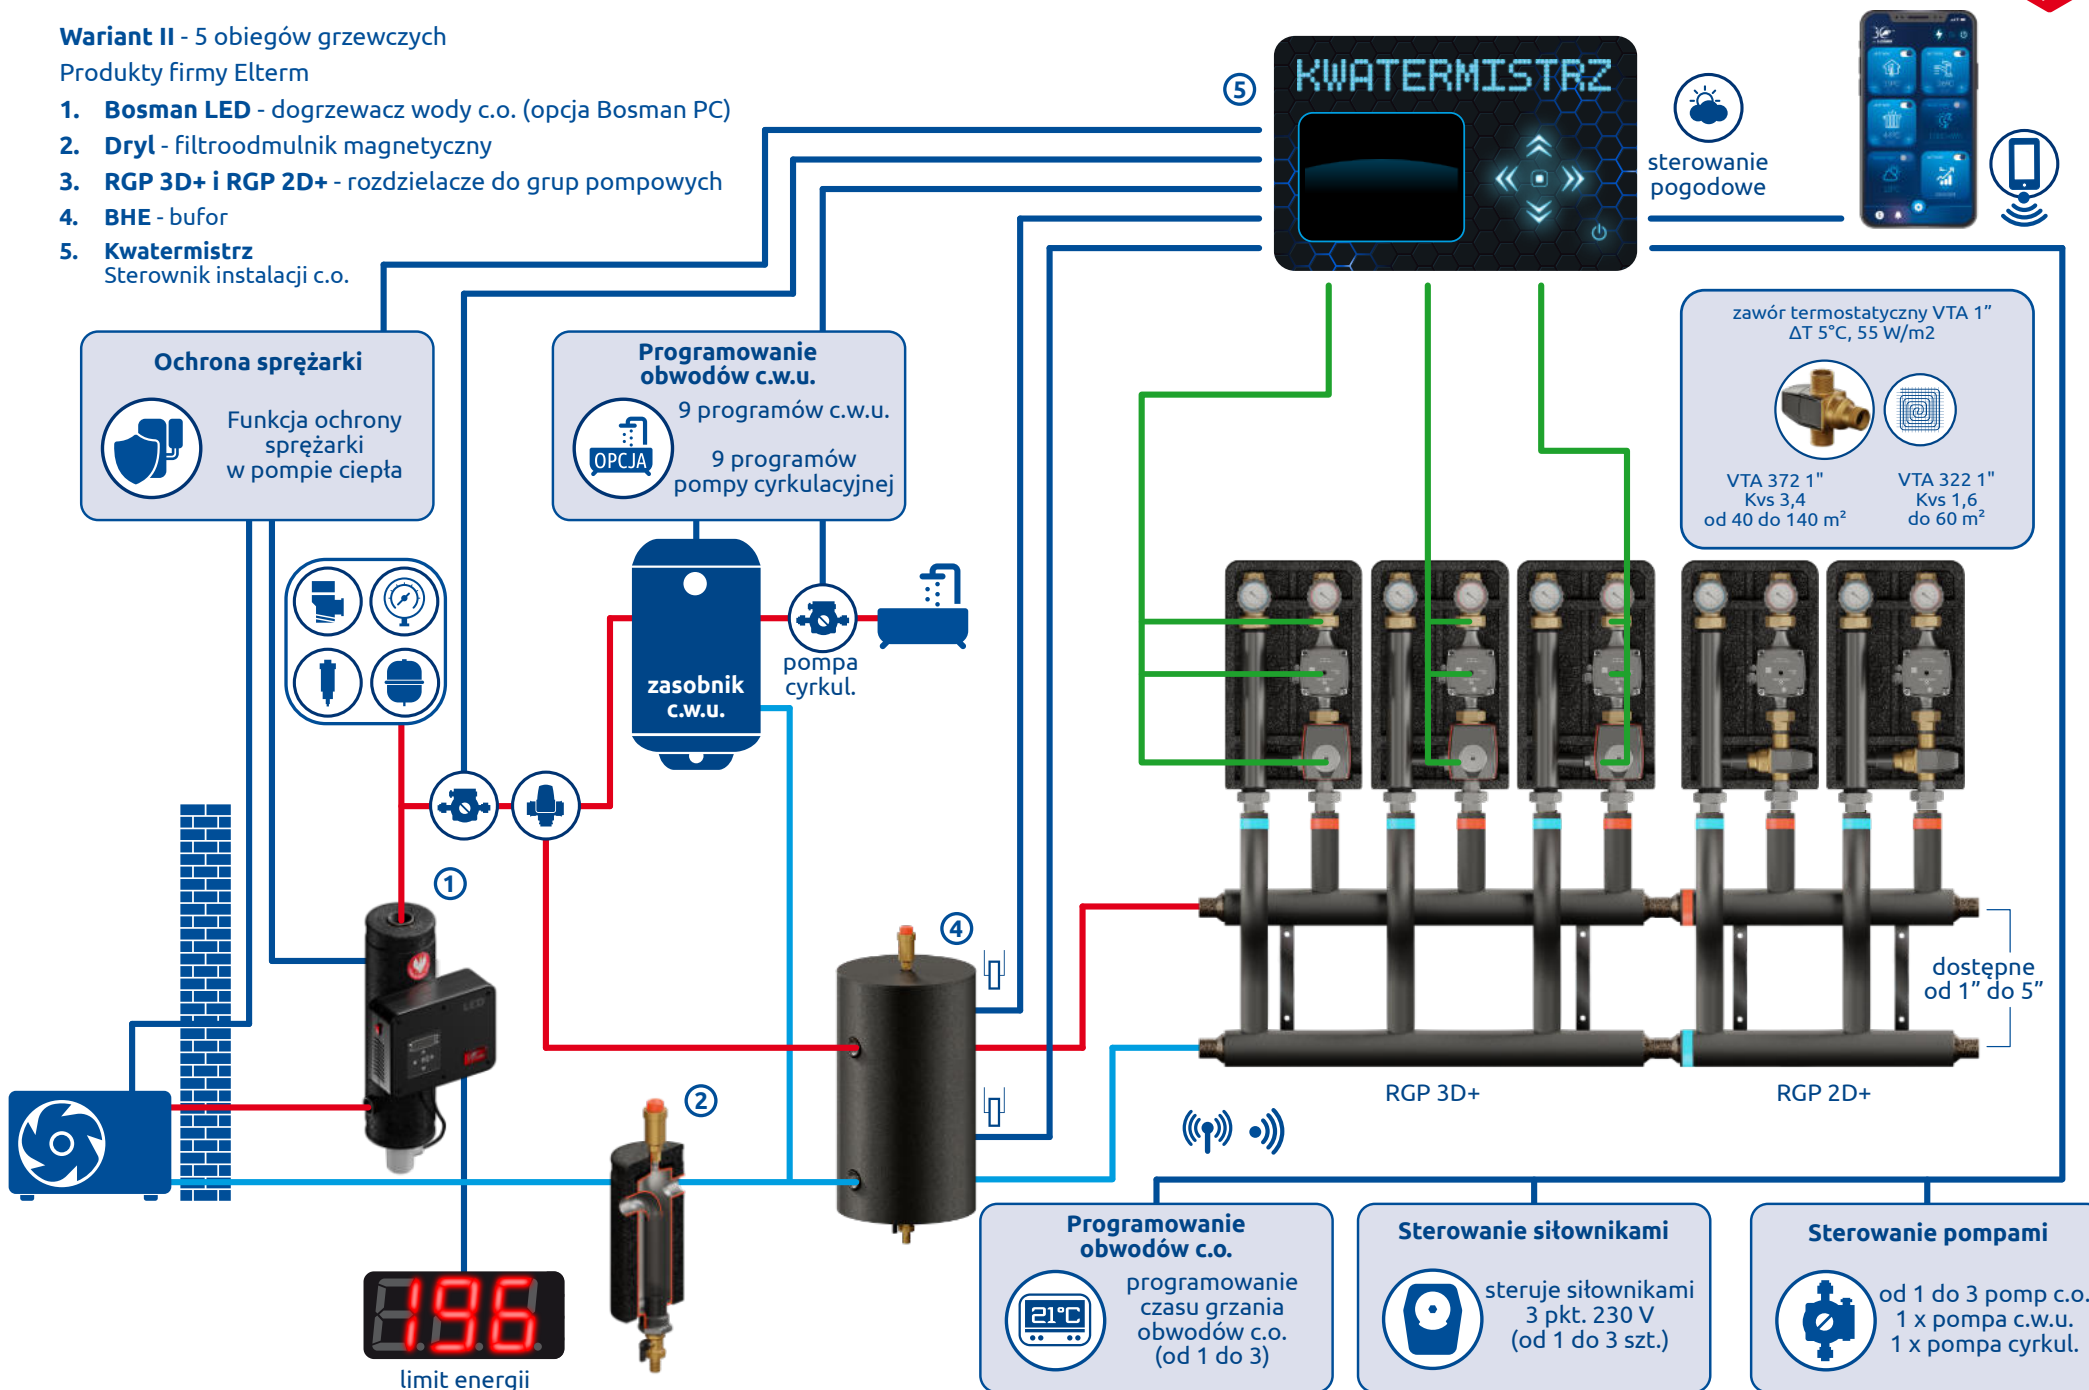 Wariant II - 5 obiegów grzewczych
Produkty firmy Elterm
1. Bosman LED - dogrzewacz wody c.o. (opcja Bosman PC)
2. Dryl - filtroodmulnik magnetyczny
3. RGP 3D+ i RGP 2D+ - rozdzielacze do grup pompowych
4. BHE - bufor
5. Kwatermistrz
Sterownik instalacji c.o.
5
KWATERMISTRZ
sterowanie
pogodowe
Ochrona sprężarki
Funkcja ochrony
sprężarki
w pompie ciepła
Programowanie
obwodów c.w.u.
9 programów c.w.u.
OPCJA
9 programów
pompy cyrkulacyjnej
zawór termostatyczny VTA 1”
ΔT 5°C, 55 W/m2
VTA 372 1"
Kvs 3,4
od 40 do 140 m²
VTA 322 1"
Kvs 1,6
do 60 m²
zasobnik
c.w.u.
pompa
cyrkul.
1
4
2
LED
dostępne
od 1” do 5”
RGP 3D+
RGP 2D+
196
limit energii
Programowanie
obwodów c.o.
21°C
programowanie
czasu grzania
obwodów c.o.
(od 1 do 3)
Sterowanie siłownikami
steruje siłownikami
3 pkt. 230 V
(od 1 do 3 szt.)
Sterowanie pompami
od 1 do 3 pomp c.o.
1 x pompa c.w.u.
1 x pompa cyrkul.